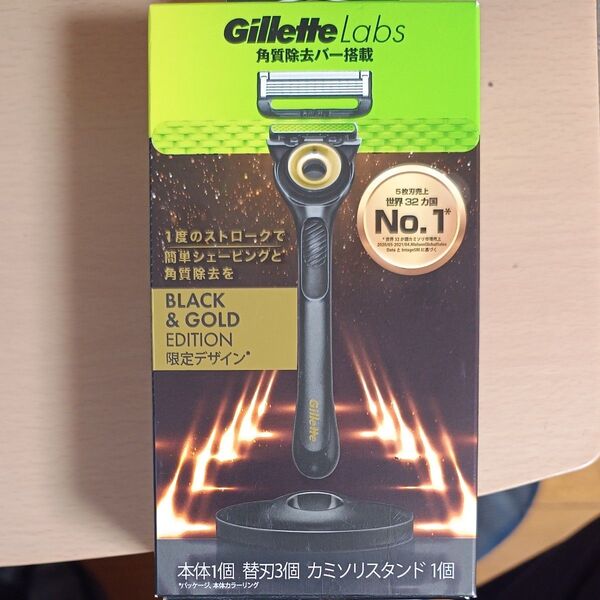 Gillette Labs
角質除去バー搭載
5枚刃売上
世界32カ国
No.1*
1度のストロークで
簡単シェービングと
角質除去を
BLACK
& GOLD
EDITION
限定デザイン*
Gillette
本体1個 替刃3個 カミソリスタンド 1個
*パッケージ、本体カラーリング